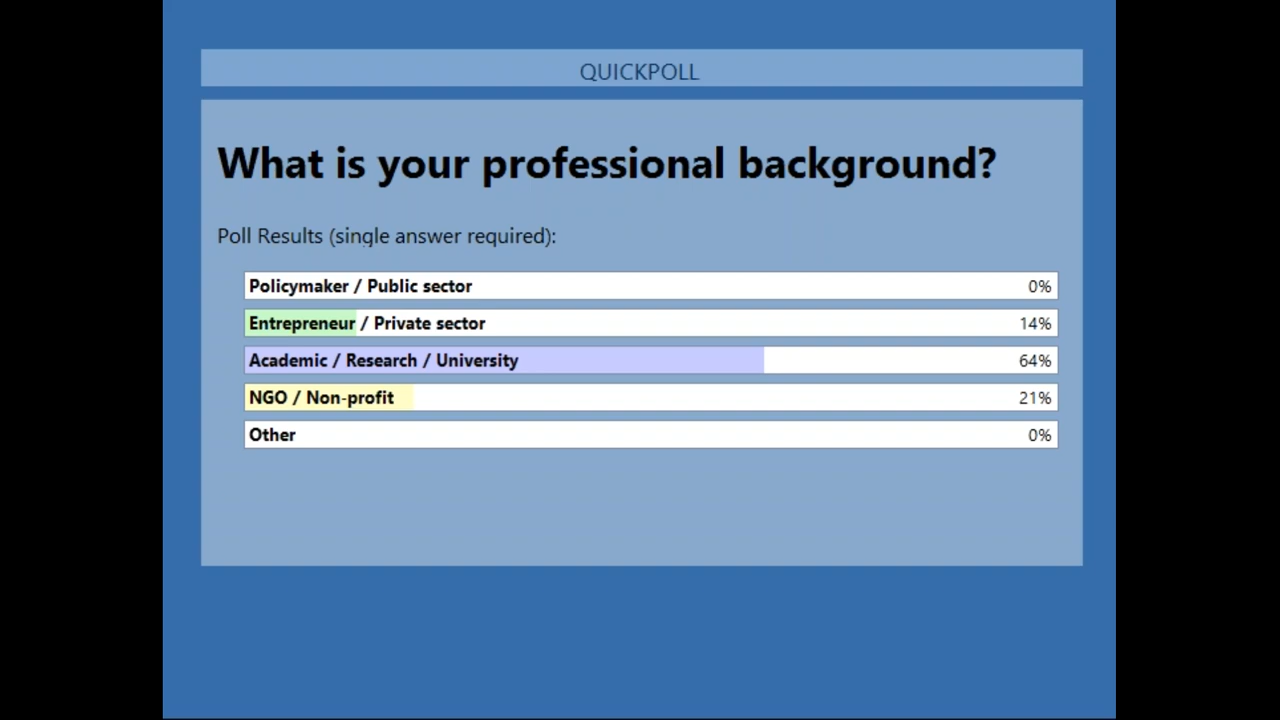 QUICKPOLL
What is your professional background?
Poll Results (single answer required):
Policymaker / Public sector 0%
Entrepreneur / Private sector 14%
Academic / Research / University 64%
NGO / Non-profit 21%
Other 0%